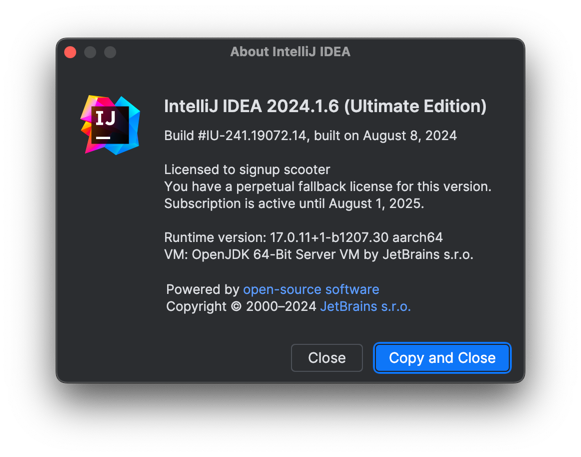 About IntelliJ IDEA
IJ
IntelliJ IDEA 2024.1.6 (Ultimate Edition)
Build #IU-241.19072.14, built on August 8, 2024
Licensed to signup scooter
You have a perpetual fallback license for this version.
Subscription is active until August 1, 2025.
Runtime version: 17.0.11+1-b1207.30 aarch64
VM: OpenJDK 64-Bit Server VM by JetBrains s.r.o.
Powered by open-source software
Copyright © 2000–2024 JetBrains s.r.o.
Close
Copy and Close